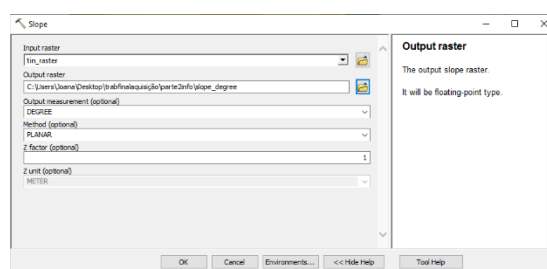 Slope
Input raster
tin_raster
Output raster
C:\Users\Joana\Desktop\trabfinalaquisição\parte2info\slope_degree
Output measurement (optional)
DEGREE
Method (optional)
PLANAR
Z factor (optional)
1
Z unit (optional)
METER
Output raster
The output slope raster.
It will be floating-point type.
OK
Cancel
Environments...
<< Hide Help
Tool Help